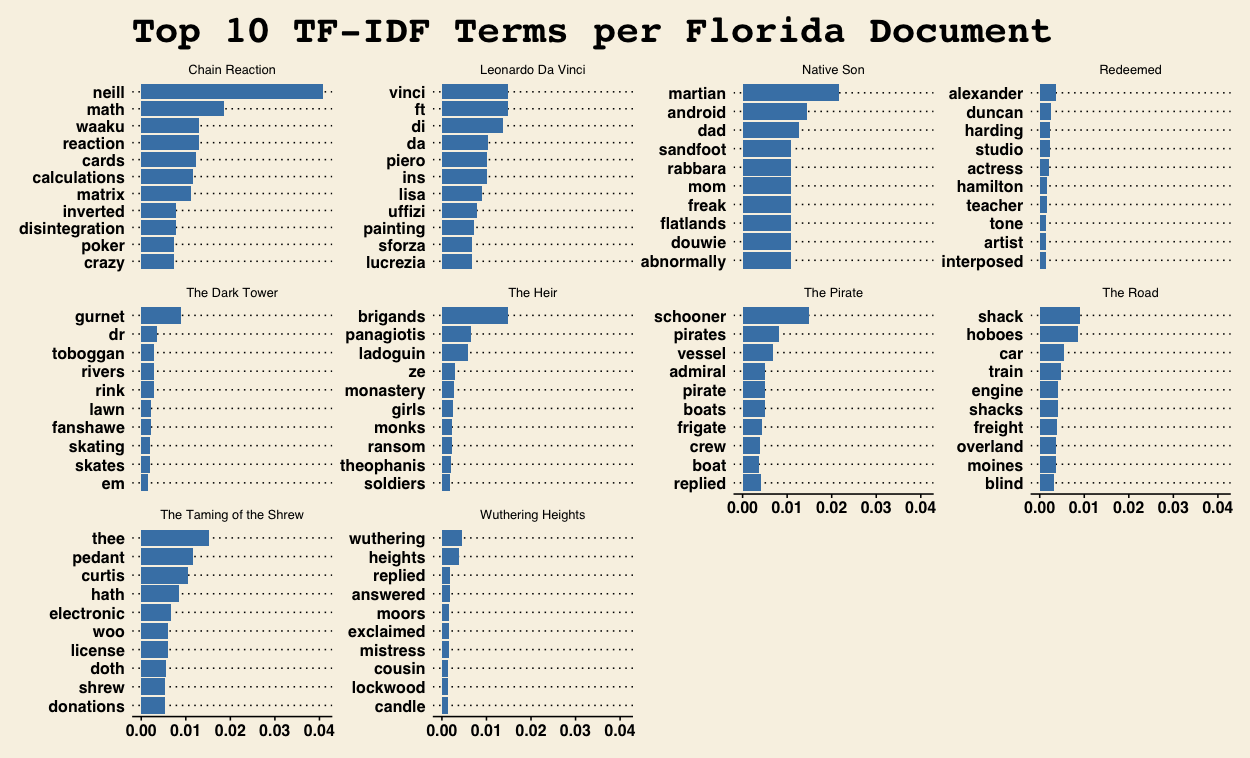 Top 10 TF-IDF Terms per Florida Document
Chain Reaction
neill
math
waaku
reaction
cards
calculations
matrix
inverted
disintegration
poker
crazy
Leonardo Da Vinci
vinci
ft
di
da
piero
ins
lisa
uffizi
painting
sforza
lucrezia
Native Son
martian
android
dad
sandfoot
rabbara
mom
freak
flatlands
douwie
abnormally
Redeemed
alexander
duncan
harding
studio
actress
hamilton
teacher
tone
artist
interposed
The Dark Tower
gurnet
dr
toboggan
rivers
rink
lawn
fanshawe
skating
skates
em
The Heir
brigands
panagiotis
ladoguin
ze
monastery
girls
monks
ransom
theophanis
soldiers
The Pirate
schooner
pirates
vessel
admiral
pirate
boats
frigate
crew
boat
replied
0.00 0.01 0.02 0.03 0.04
The Road
shack
hoboes
car
train
engine
shacks
freight
overland
moines
blind
0.00 0.01 0.02 0.03 0.04
The Taming of the Shrew
thee
pedant
curtis
hath
electronic
woo
license
doth
shrew
donations
0.00 0.01 0.02 0.03 0.04
Wuthering Heights
wuthering
heights
replied
answered
moors
exclaimed
mistress
cousin
lockwood
candle
0.00 0.01 0.02 0.03 0.04